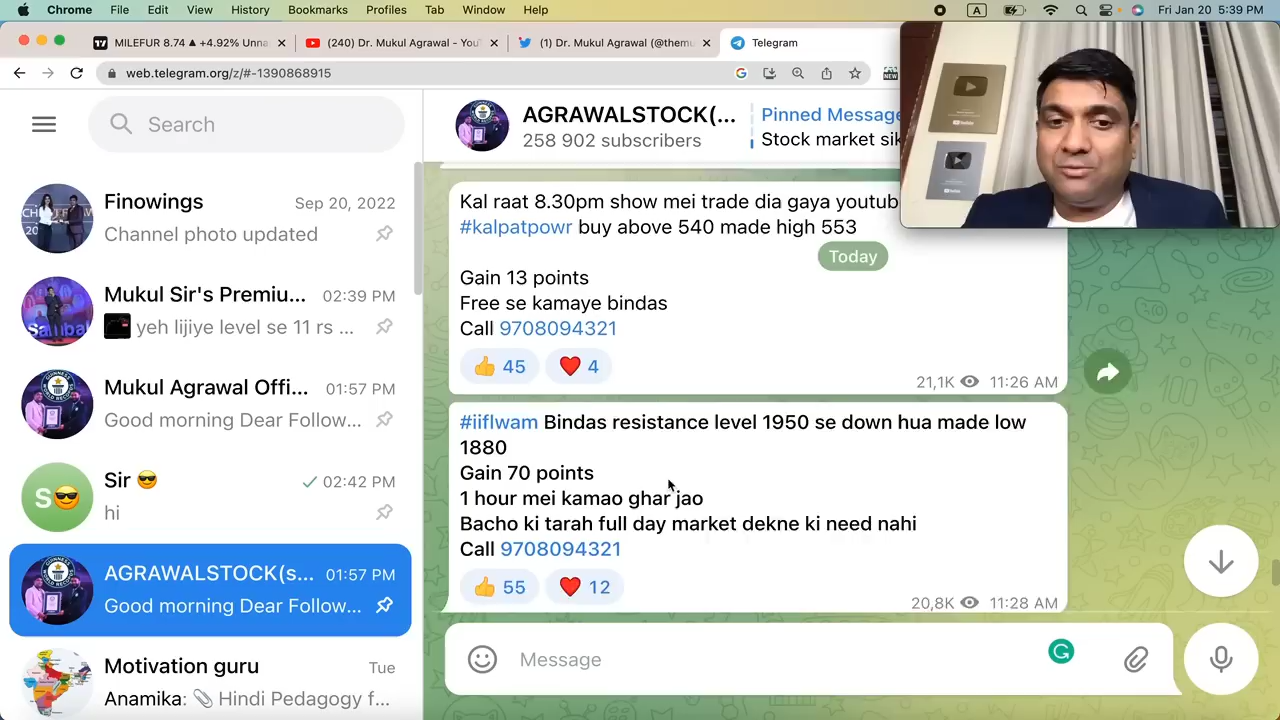 Chrome File Edit View History Bookmarks Profiles Tab Window Help A Fri Jan 20 5:39 PM
MILEFUR 8.74 ▲ +4.92% Unna (240) Dr. Mukul Agrawal - You (1) Dr. Mukul Agrawal (@themu Telegram
web.telegram.org/z/#-1390868915 NEW
Search
AGRAWALSTOCK(...
258 902 subscribers
Pinned Message
Stock market sik
Finowings Sep 20, 2022
Channel photo updated
Mukul Sir's Premiu... 02:39 PM
yeh lijiye level se 11 rs ...
Mukul Agrawal Offi... 01:57 PM
Good morning Dear Follow...
S😎
Sir 😎 ✓ 02:42 PM
hi
AGRAWALSTOCK(s... 01:57 PM
Good morning Dear Follow...
Motivation guru Tue
Anamika: 📎 Hindi Pedagogy f...
Kal raat 8.30pm show mei trade dia gaya youtub
#kalpatpowr buy above 540 made high 553
Today
Gain 13 points
Free se kamaye bindas
Call 9708094321
👍 45 ❤️ 4
21,1K 11:26 AM
#iiflwam Bindas resistance level 1950 se down hua made low
1880
Gain 70 points
1 hour mei kamao ghar jao
Bacho ki tarah full day market dekne ki need nahi
Call 9708094321
👍 55 ❤️ 12
20,8K 11:28 AM
Message